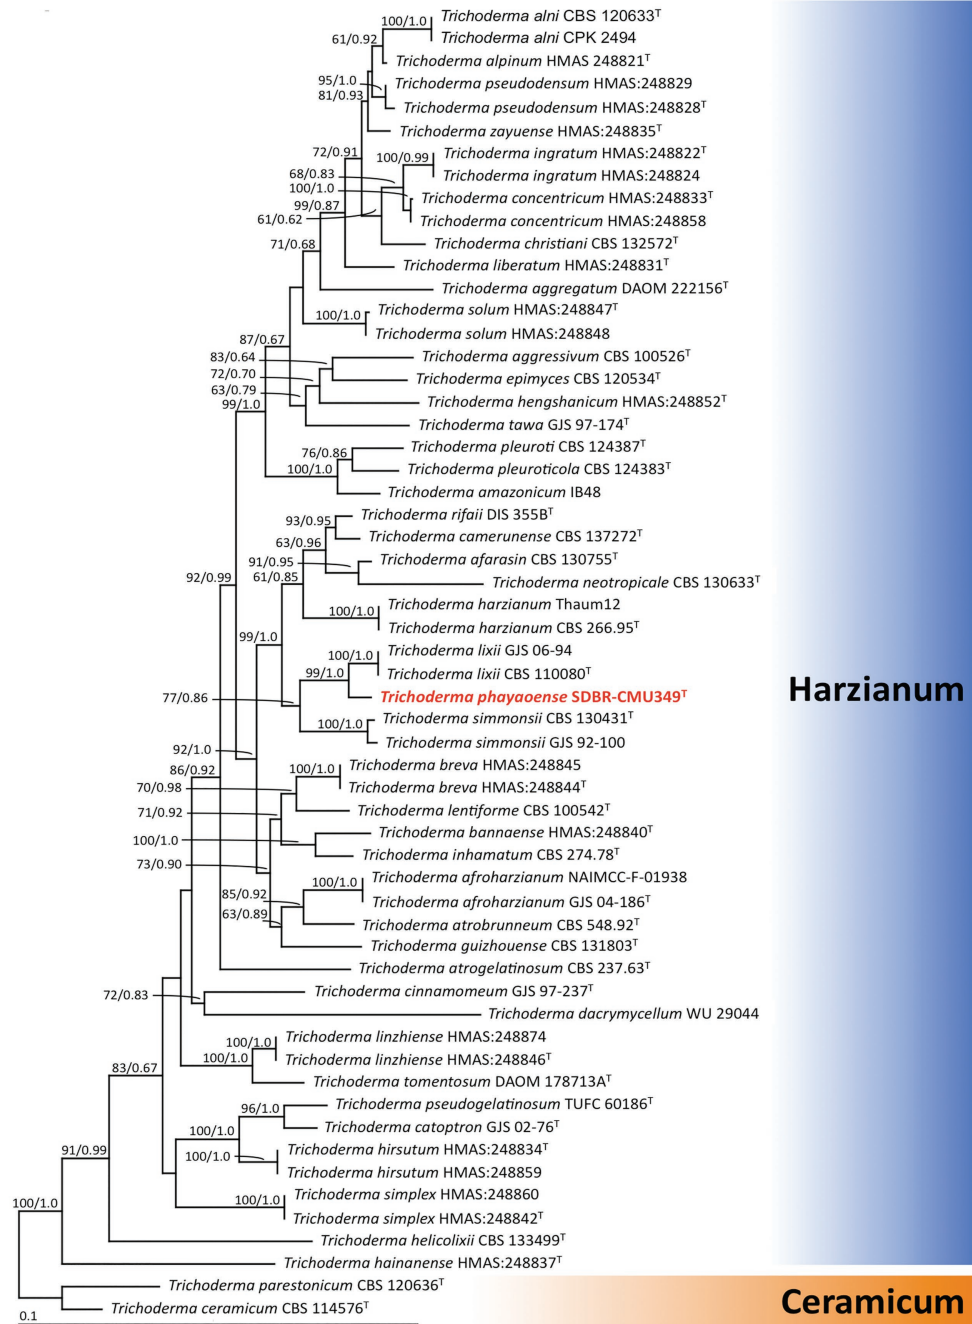 100/1.0
Trichoderma alni CBS 120633ᵀ
Trichoderma alni CPK 2494
61/0.92
Trichoderma alpinum HMAS 248821ᵀ
95/1.0
Trichoderma pseudodensum HMAS:248829
81/0.93
Trichoderma pseudodensum HMAS:248828ᵀ
Trichoderma zayuense HMAS:248835ᵀ
72/0.91
100/0.99
Trichoderma ingratum HMAS:248822ᵀ
68/0.83
Trichoderma ingratum HMAS:248824
100/1.0
Trichoderma concentricum HMAS:248833ᵀ
99/0.87
61/0.62
Trichoderma concentricum HMAS:248858
Trichoderma christiani CBS 132572ᵀ
71/0.68
Trichoderma liberatum HMAS:248831ᵀ
Trichoderma aggregatum DAOM 222156ᵀ
100/1.0
Trichoderma solum HMAS:248847ᵀ
Trichoderma solum HMAS:248848
87/0.67
83/0.64
Trichoderma aggressivum CBS 100526ᵀ
72/0.70
Trichoderma epimyces CBS 120534ᵀ
63/0.79
99/1.0
Trichoderma hengshanicum HMAS:248852ᵀ
Trichoderma tawa GJS 97-174ᵀ
76/0.86
Trichoderma pleuroti CBS 124387ᵀ
100/1.0
Trichoderma pleuroticola CBS 124383ᵀ
Trichoderma amazonicum IB48
93/0.95
Trichoderma rifaii DIS 355Bᵀ
63/0.96
Trichoderma camerunense CBS 137272ᵀ
91/0.95
Trichoderma afarasin CBS 130755ᵀ
92/0.99
61/0.85
Trichoderma neotropicale CBS 130633ᵀ
100/1.0
Trichoderma harzianum Thaum12
Trichoderma harzianum CBS 266.95ᵀ
99/1.0
100/1.0
Trichoderma lixii GJS 06-94
99/1.0
Trichoderma lixii CBS 110080ᵀ
Harzianum
77/0.86
Trichoderma phayaoense SDBR-CMU349ᵀ
100/1.0
Trichoderma simmonsii CBS 130431ᵀ
Trichoderma simmonsii GJS 92-100
92/1.0
86/0.92
100/1.0
Trichoderma breva HMAS:248845
70/0.98
Trichoderma breva HMAS:248844ᵀ
71/0.92
Trichoderma lentiforme CBS 100542ᵀ
100/1.0
Trichoderma bannaense HMAS:248840ᵀ
73/0.90
Trichoderma inhamatum CBS 274.78ᵀ
100/1.0
Trichoderma afroharzianum NAIMCC-F-01938
85/0.92
Trichoderma afroharzianum GJS 04-186ᵀ
63/0.89
Trichoderma atrobrunneum CBS 548.92ᵀ
Trichoderma guizhouense CBS 131803ᵀ
Trichoderma atrogelatinosum CBS 237.63ᵀ
72/0.83
Trichoderma cinnamomeum GJS 97-237ᵀ
Trichoderma dacrymycellum WU 29044
100/1.0
Trichoderma linzhiense HMAS:248874
100/1.0
Trichoderma linzhiense HMAS:248846ᵀ
83/0.67
Trichoderma tomentosum DAOM 178713Aᵀ
96/1.0
Trichoderma pseudogelatinosum TUFC 60186ᵀ
100/1.0
Trichoderma catoptron GJS 02-76ᵀ
91/0.99
100/1.0
Trichoderma hirsutum HMAS:248834ᵀ
Trichoderma hirsutum HMAS:248859
100/1.0
100/1.0
Trichoderma simplex HMAS:248860
Trichoderma simplex HMAS:248842ᵀ
Trichoderma helicolixii CBS 133499ᵀ
Trichoderma hainanense HMAS:248837ᵀ
Trichoderma parestonicum CBS 120636ᵀ
Trichoderma ceramicum CBS 114576ᵀ
Ceramicum
0.1